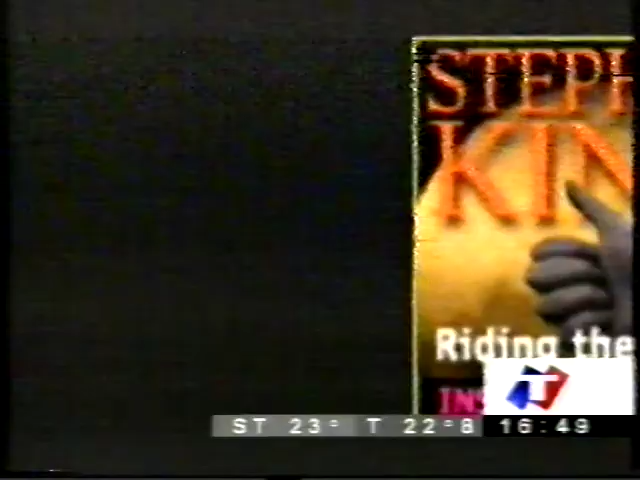 STEPH
KIN
Riding the
INS
T
ST 23° T 22°8 16:49